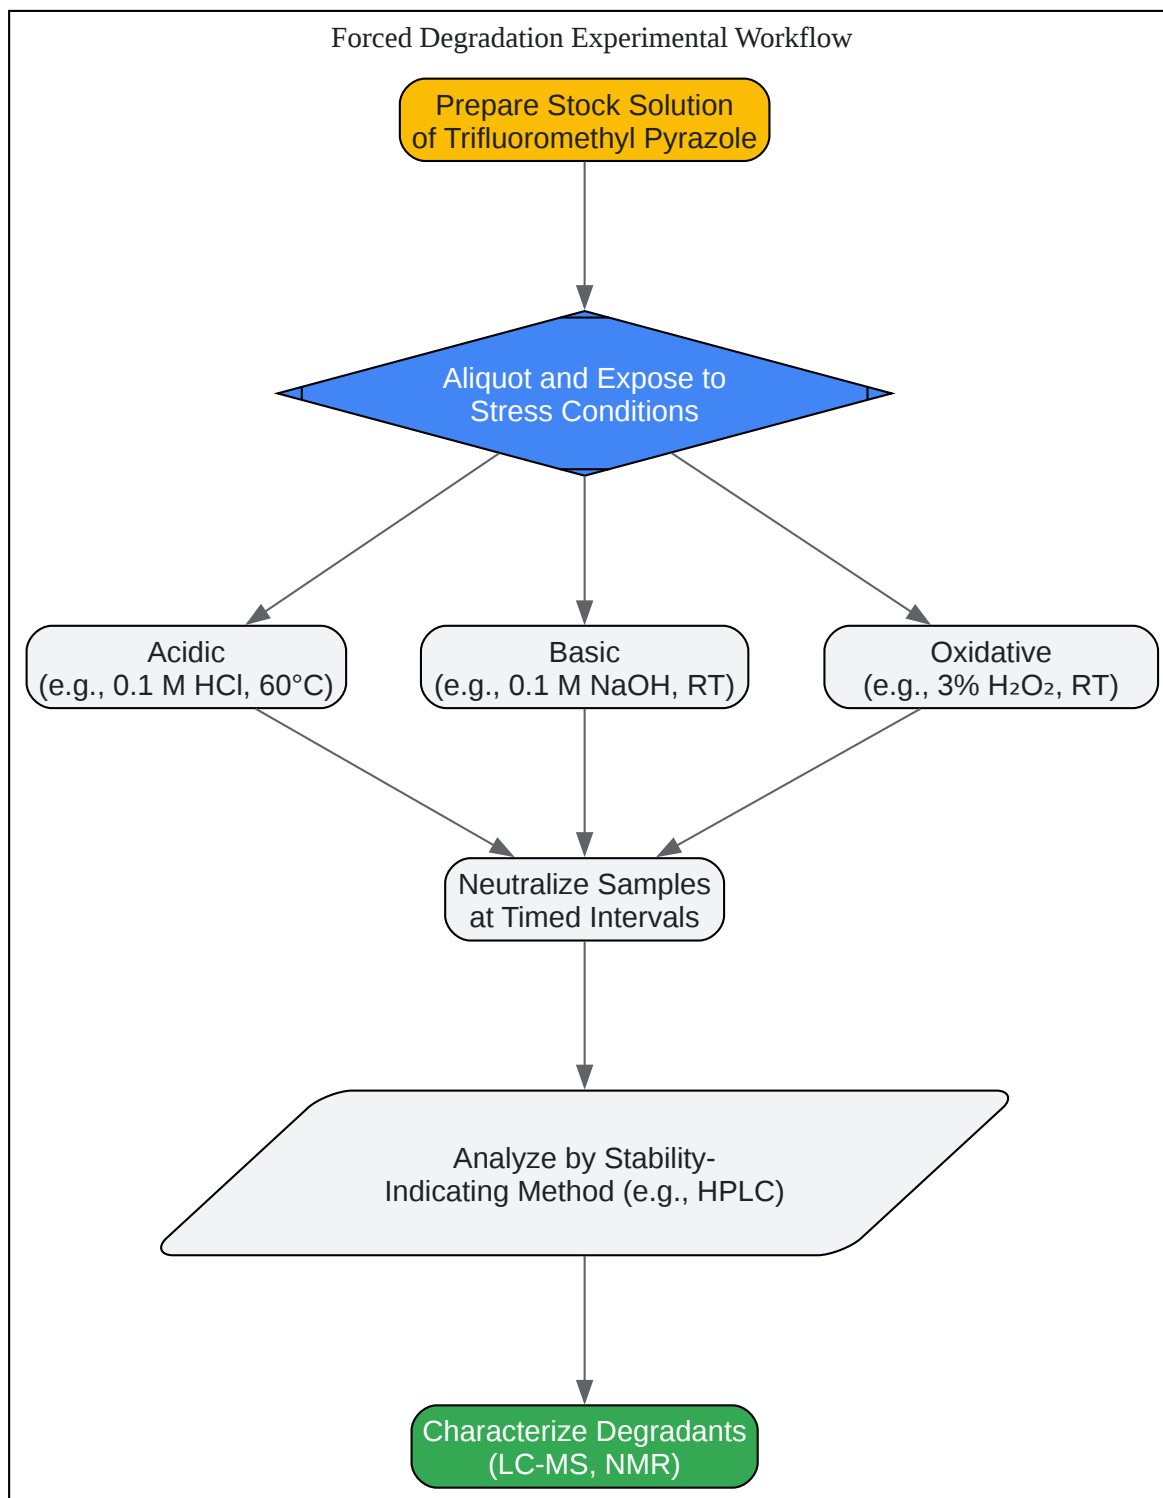 Forced Degradation Experimental Workflow
Prepare Stock Solution
of Trifluoromethyl Pyrazole
Aliquot and Expose to
Stress Conditions
Acidic
(e.g., 0.1 M HCl, 60°C)
Basic
(e.g., 0.1 M NaOH, RT)
Oxidative
(e.g., 3% H₂O₂, RT)
Neutralize Samples
at Timed Intervals
Analyze by Stability-
Indicating Method (e.g., HPLC)
Characterize Degradants
(LC-MS, NMR)